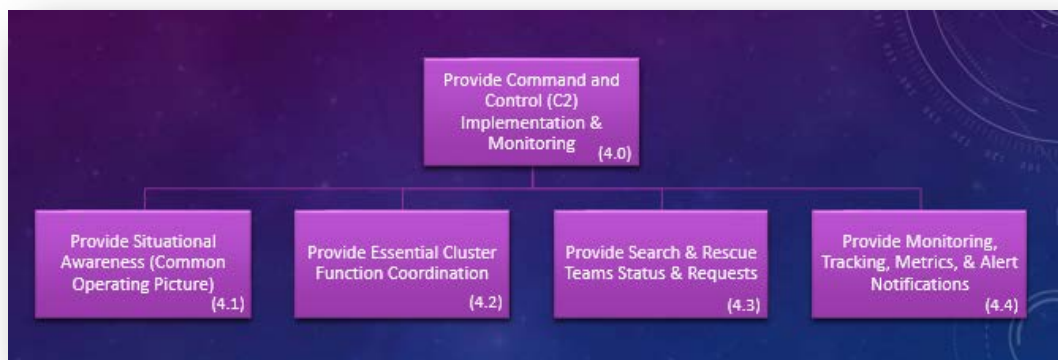 Provide Command and
Control (C2)
Implementation &
Monitoring
(4.0)
Provide Situational
Awareness (Common
Operating Picture)
(4.1)
Provide Essential Cluster
Function Coordination
(4.2)
Provide Search & Rescue
Teams Status & Requests
(4.3)
Provide Monitoring,
Tracking, Metrics, & Alert
Notifications
(4.4)